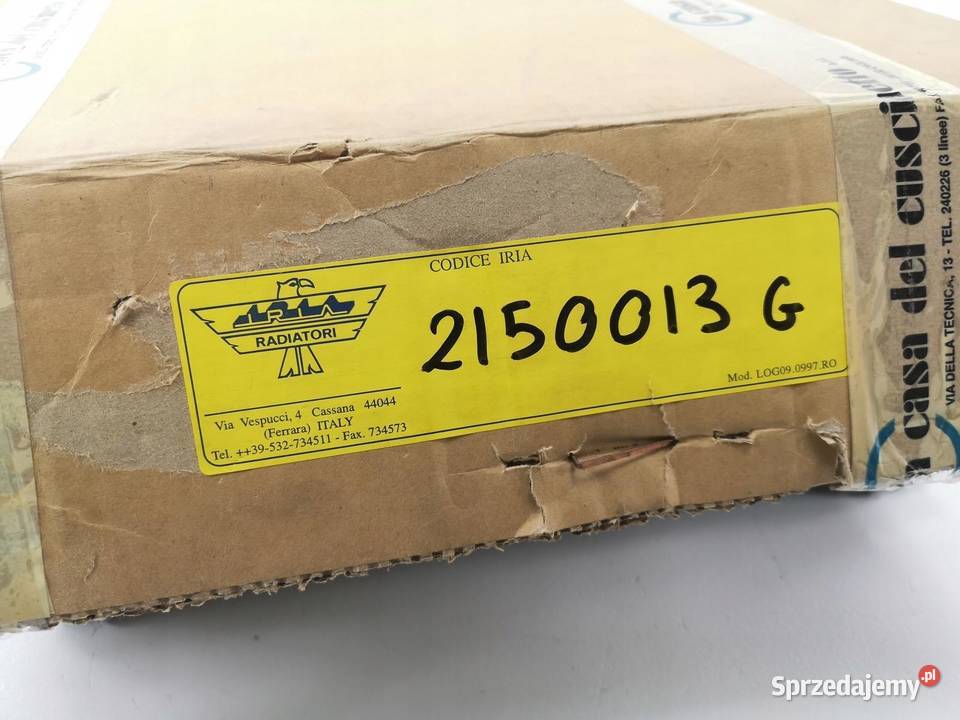 CODICE IRIA
IRIA
RADIATORI
2150013 G
Via Vespucci, 4 Cassana 44044
(Ferrara) ITALY
Tel. ++39-532-734511 - Fax. 734573
Mod. LOG09.0997.RO
casa del cusci
VIA DELLA TECNICA, 13 - TEL. 240226 (3 linee)
Sprzedajemy.pl